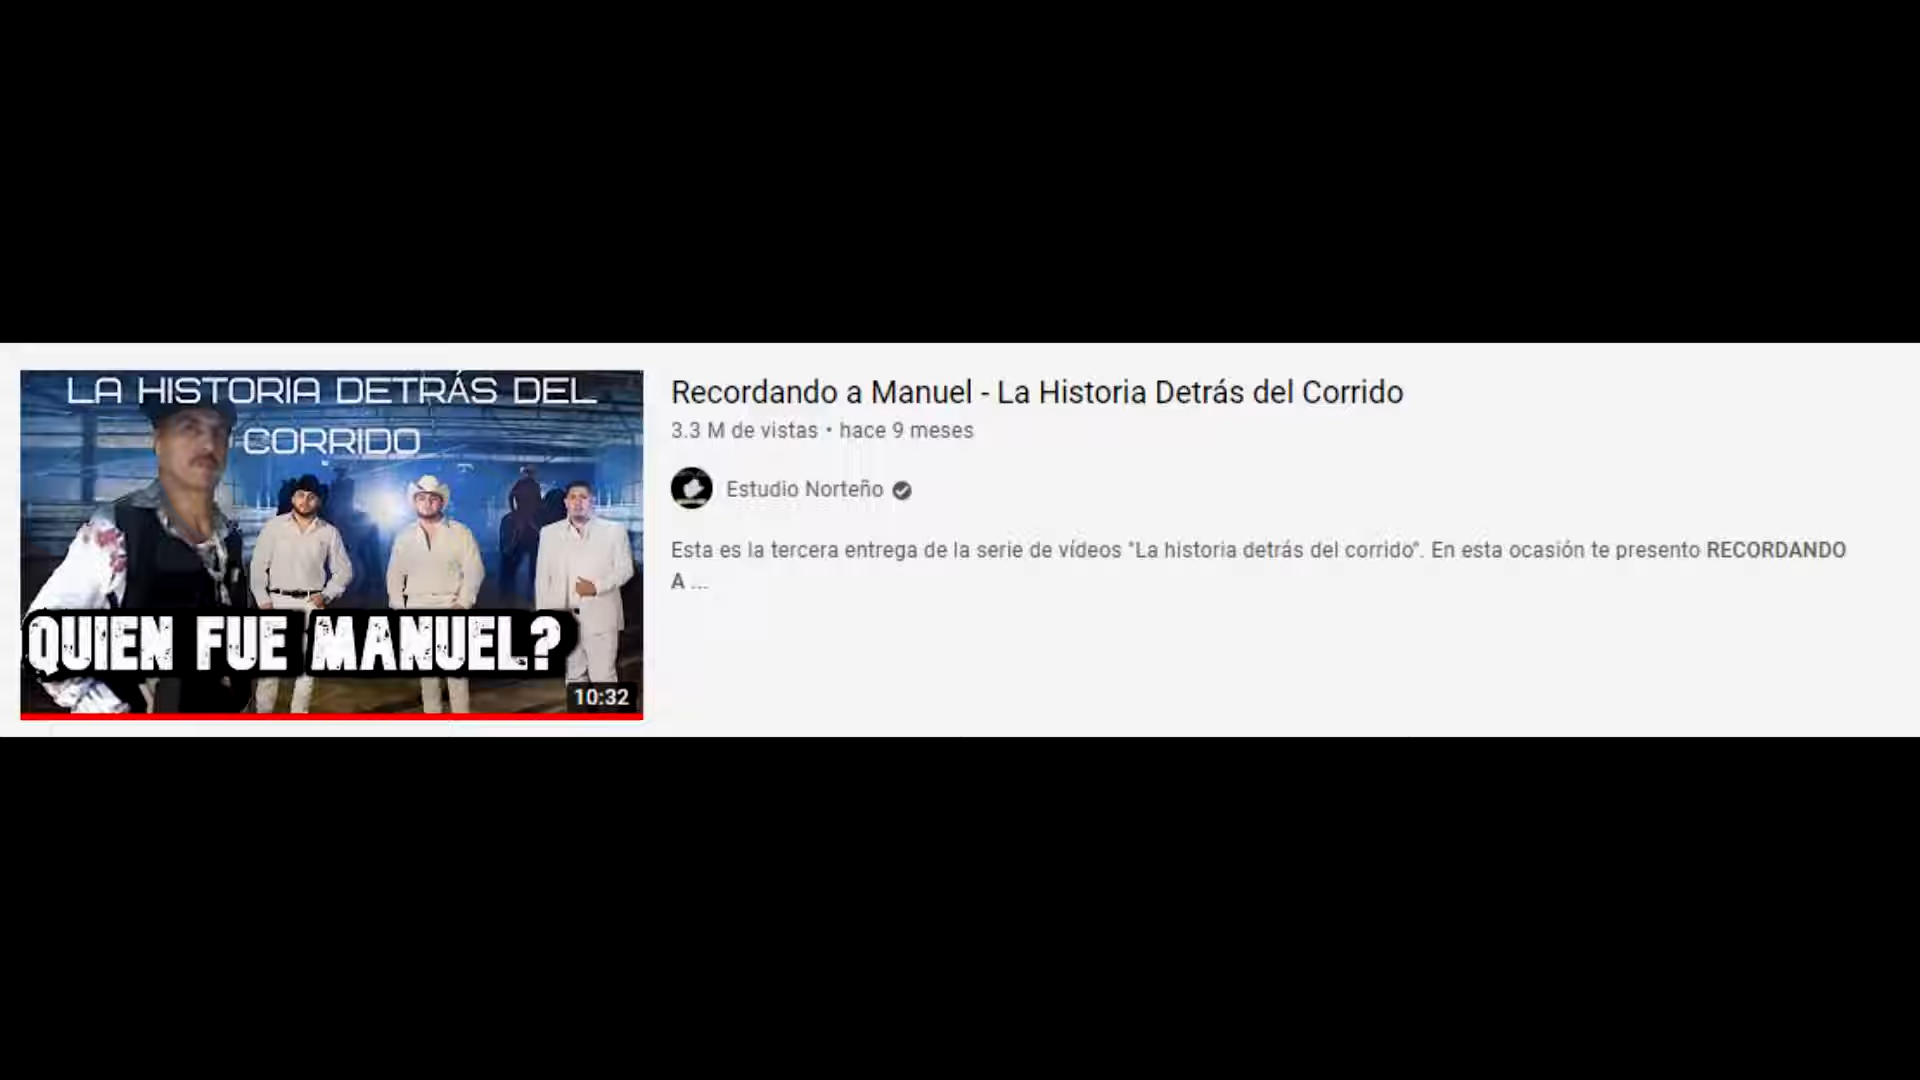 LA HISTORIA DETRÁS DEL
CORRIDO
QUIEN FUE MANUEL?
10:32
Recordando a Manuel - La Historia Detrás del Corrido
3.3 M de vistas • hace 9 meses
Estudio Norteño
Esta es la tercera entrega de la serie de vídeos "La historia detrás del corrido". En esta ocasión te presento RECORDANDO
A ...